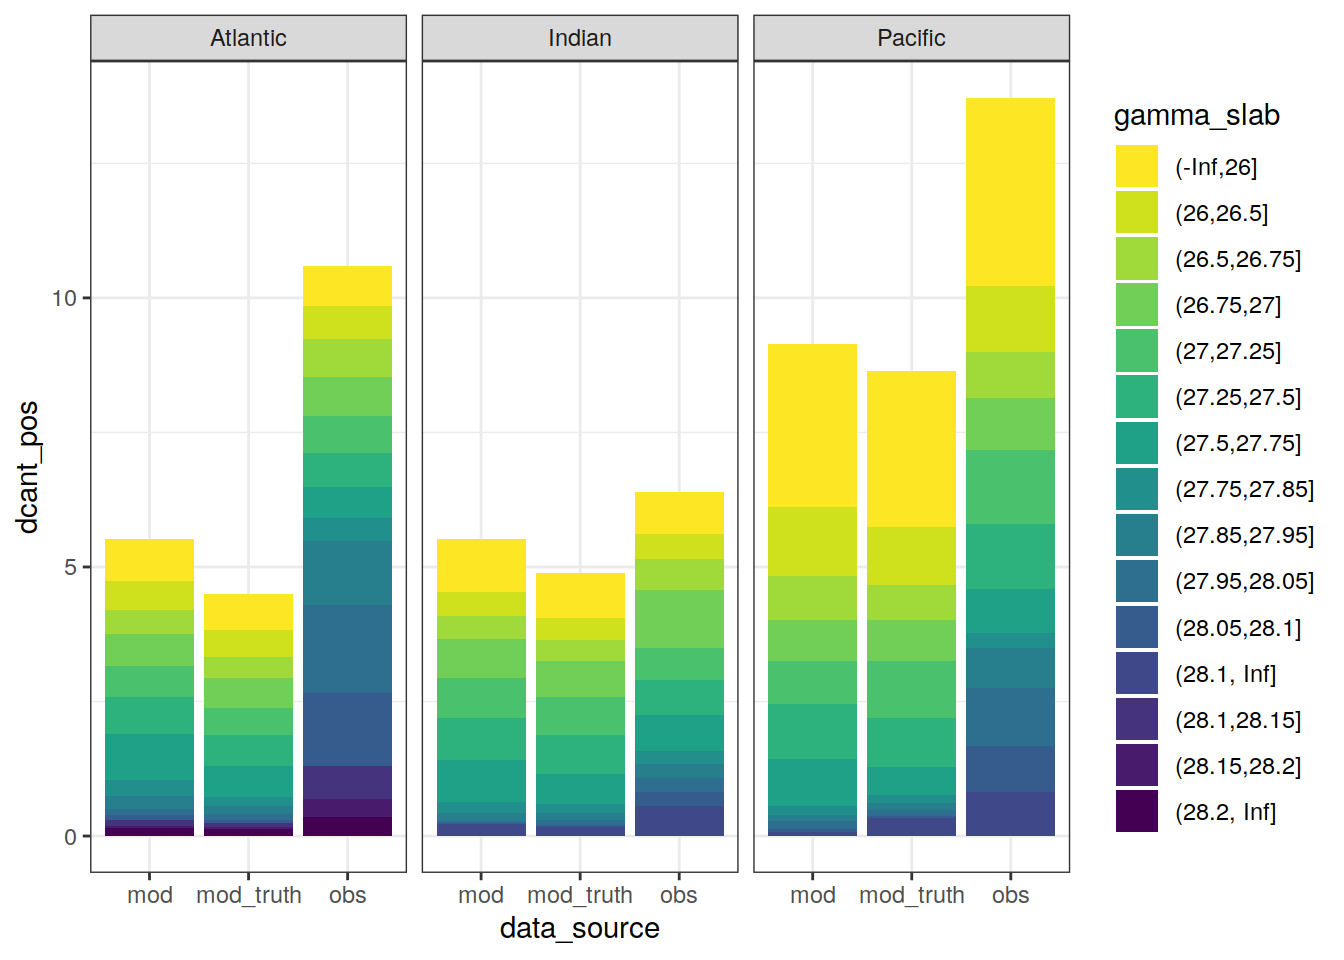 Atlantic Indian Pacific
dcant_pos
10
5
0
mod mod_truth obs mod mod_truth obs mod mod_truth obs
data_source
gamma_slab
(-Inf,26]
(26,26.5]
(26.5,26.75]
(26.75,27]
(27,27.25]
(27.25,27.5]
(27.5,27.75]
(27.75,27.85]
(27.85,27.95]
(27.95,28.05]
(28.05,28.1]
(28.1, Inf]
(28.1,28.15]
(28.15,28.2]
(28.2, Inf]